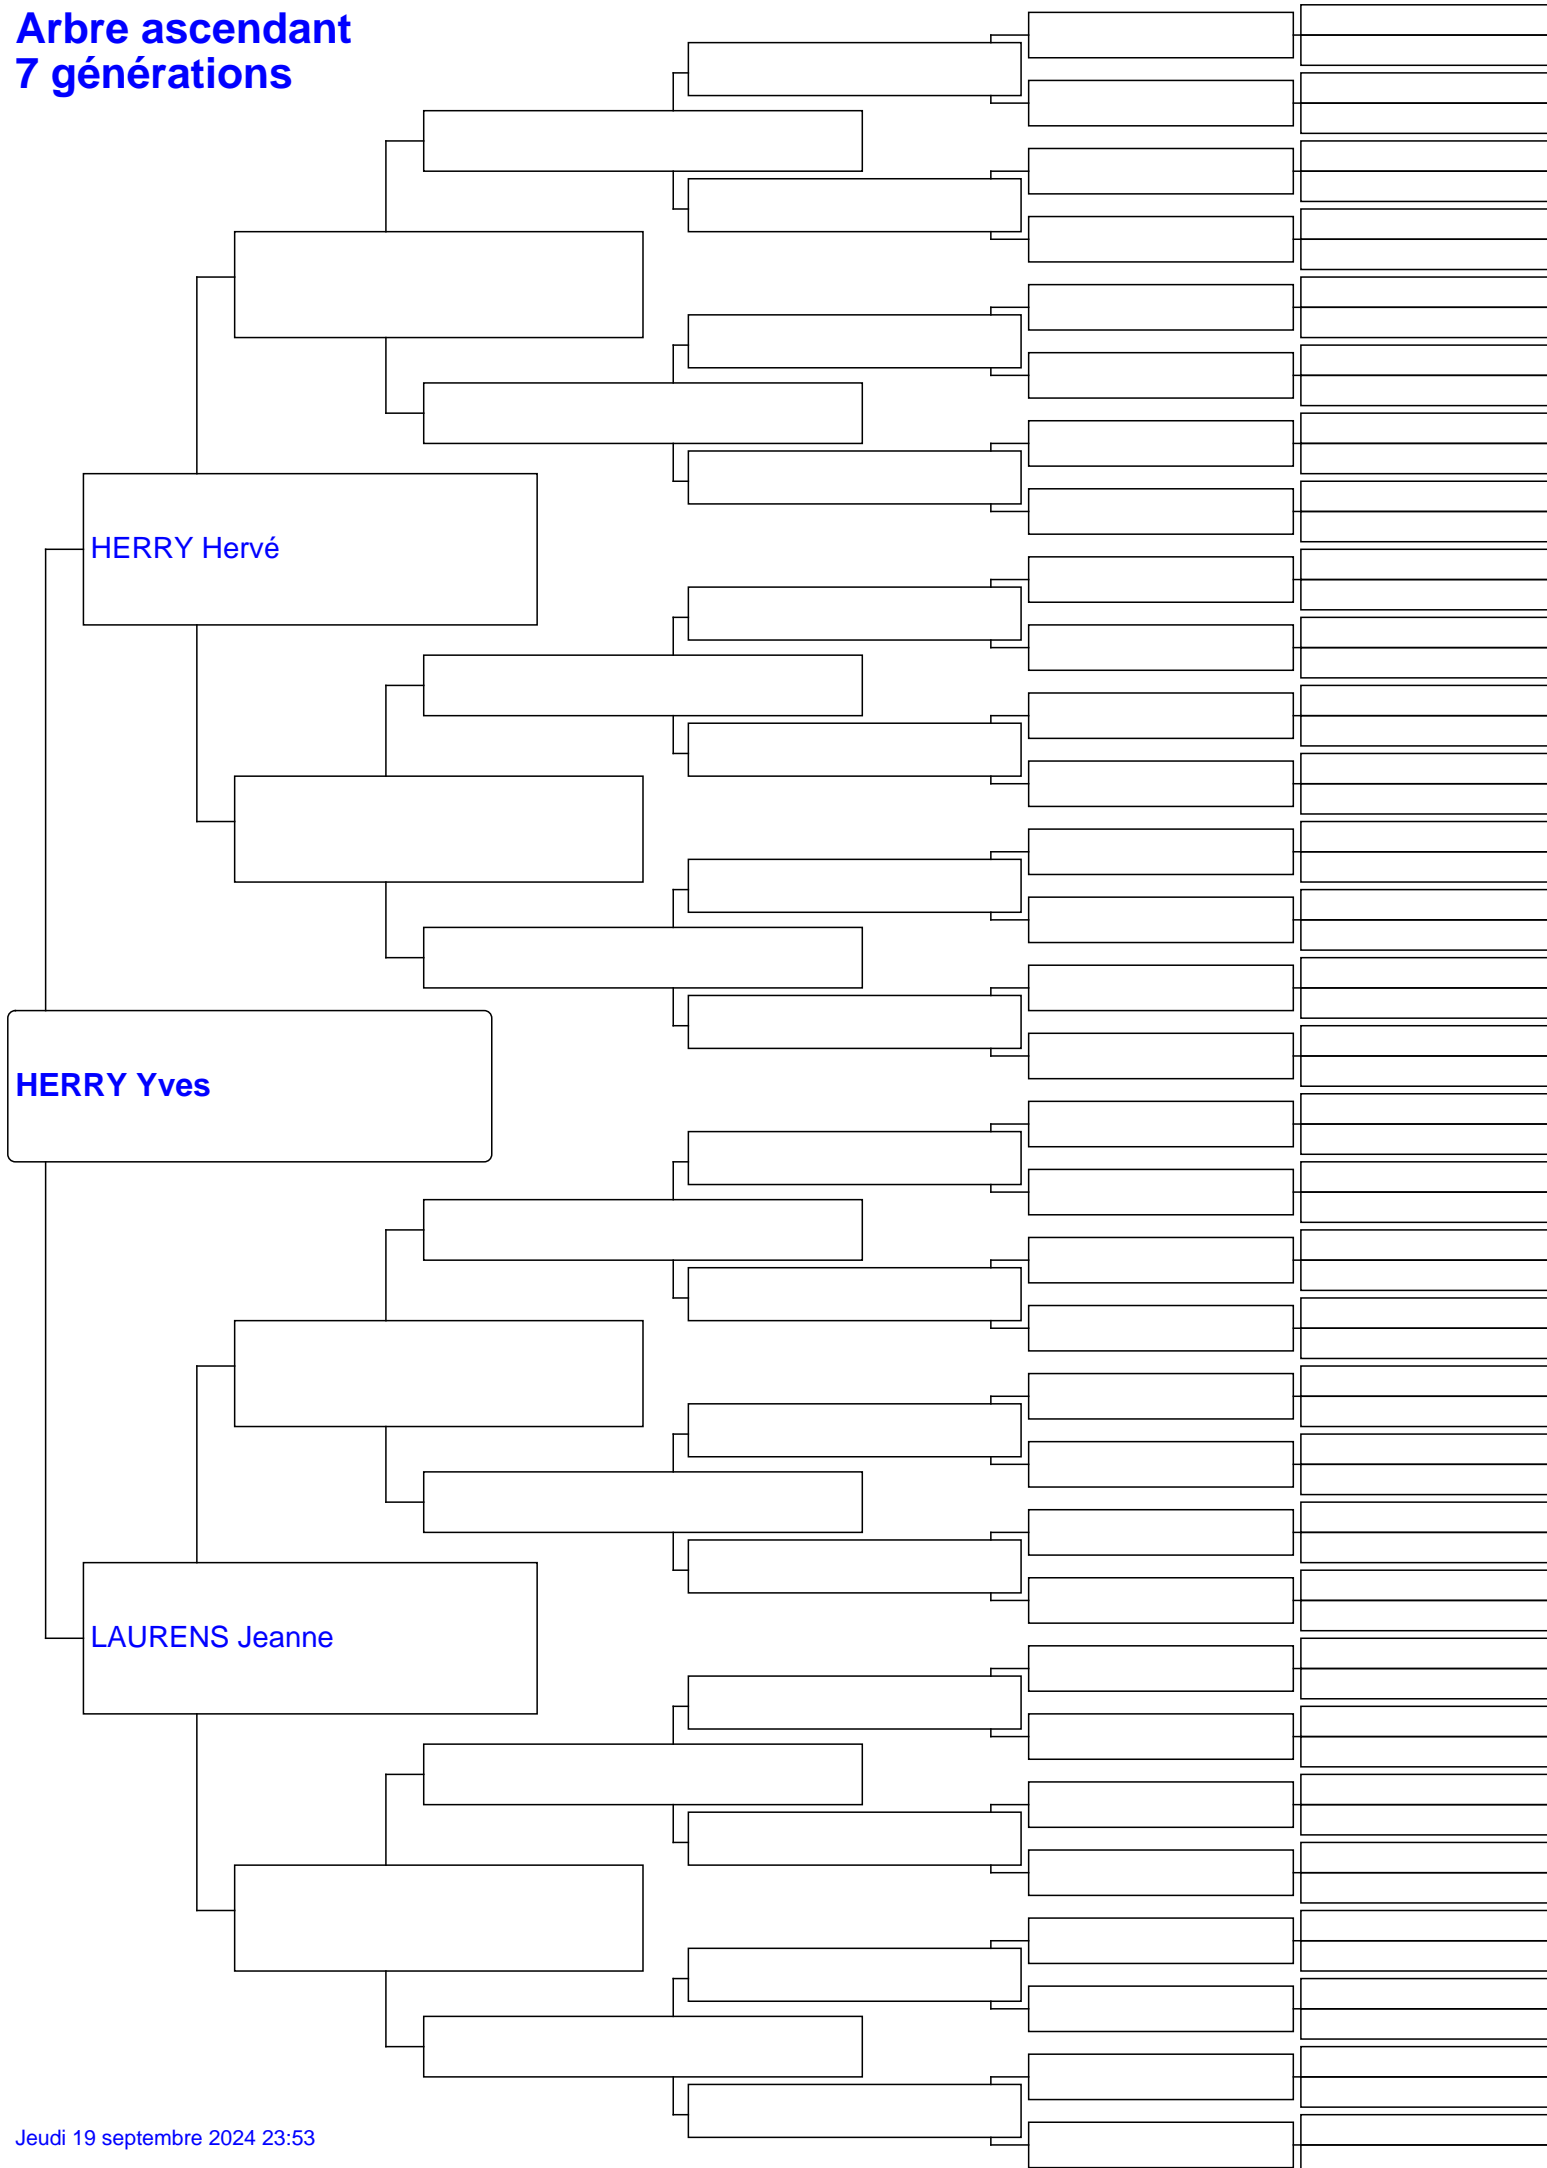 Arbre ascendant
7 générations
HERRY Hervé
HERRY Yves
LAURENS Jeanne
Jeudi 19 septembre 2024 23:53